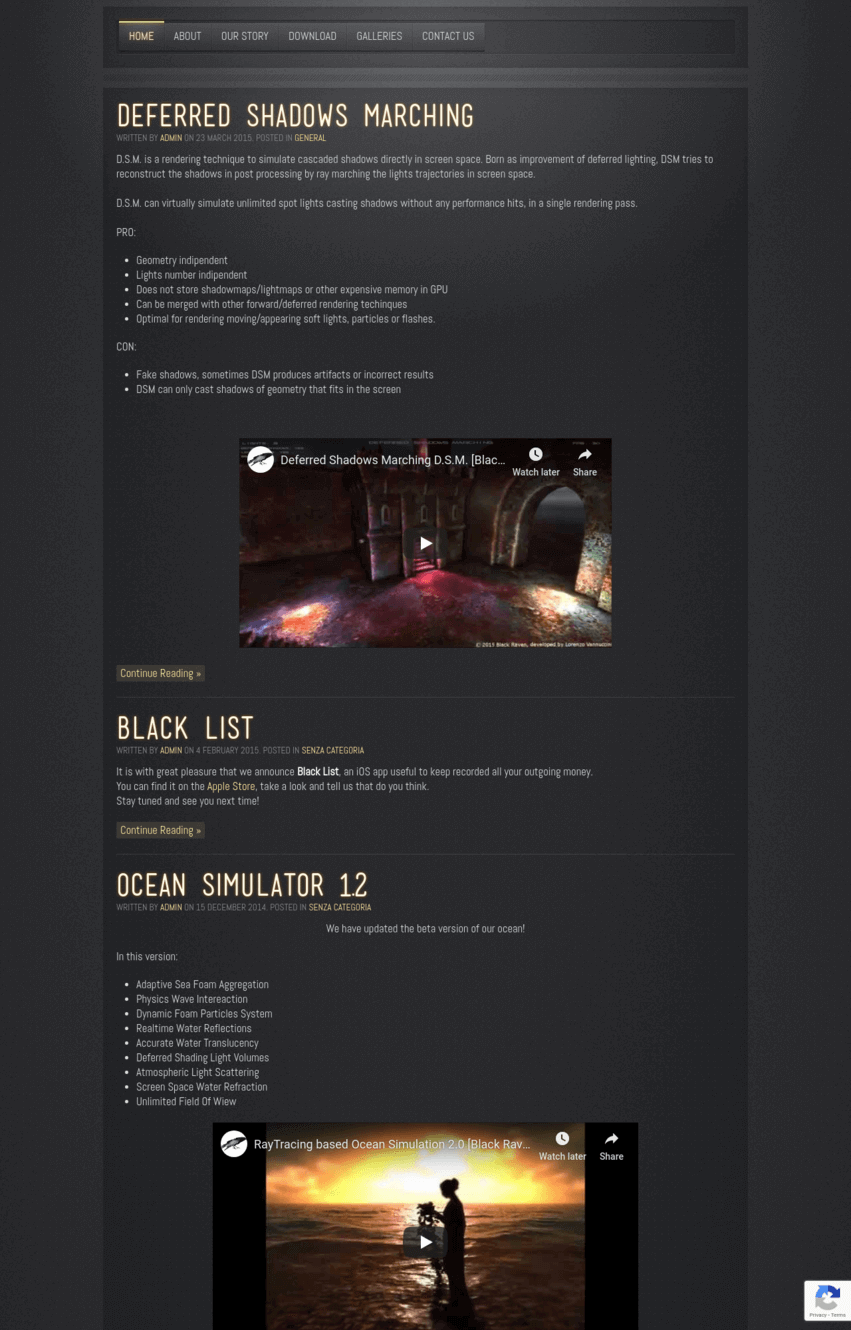 HOME ABOUT OUR STORY DOWNLOAD GALLERIES CONTACT US
DEFERRED SHADOWS MARCHING
WRITTEN BY ADMIN ON 23 MARCH 2015. POSTED IN GENERAL
D.S.M. is a rendering technique to simulate cascaded shadows directly in screen space. Born as improvement of deferred lighting, DSM tries to
reconstruct the shadows in post processing by ray marching the lights trajectories in screen space.
D.S.M. can virtually simulate unlimited spot lights casting shadows without any performance hits, in a single rendering pass.
PRO:
Geometry indipendent
Lights number indipendent
Does not store shadowmaps/lightmaps or other expensive memory in GPU
Can be merged with other forward/deferred rendering techinques
Optimal for rendering moving/appearing soft lights, particles or flashes.
CON:
Fake shadows, sometimes DSM produces artifacts or incorrect results
DSM can only cast shadows of geometry that fits in the screen
Deferred Shadows Marching D.S.M. [Blac...
Watch later
Share
© 2015 Black Raven, developed by Lorenzo
Continue Reading »
BLACK LIST
WRITTEN BY ADMIN ON 4 FEBRUARY 2015. POSTED IN SENZA CATEGORIA
It is with great pleasure that we announce Black List, an iOS app useful to keep recorded all your outgoing money.
You can find it on the Apple Store, take a look and tell us that do you think.
Stay tuned and see you next time!
Continue Reading »
OCEAN SIMULATOR 1.2
WRITTEN BY ADMIN ON 15 DECEMBER 2014. POSTED IN SENZA CATEGORIA
We have updated the beta version of our ocean!
In this version:
Adaptive Sea Foam Aggregation
Physics Wave Intereaction
Dynamic Foam Particles System
Realtime Water Reflections
Accurate Water Translucency
Deferred Shading Light Volumes
Atmospheric Light Scattering
Screen Space Water Refraction
Unlimited Field Of Wiew
RayTracing based Ocean Simulation 2.0 [Black Rav...
Watch later
Share
Privacy - Terms